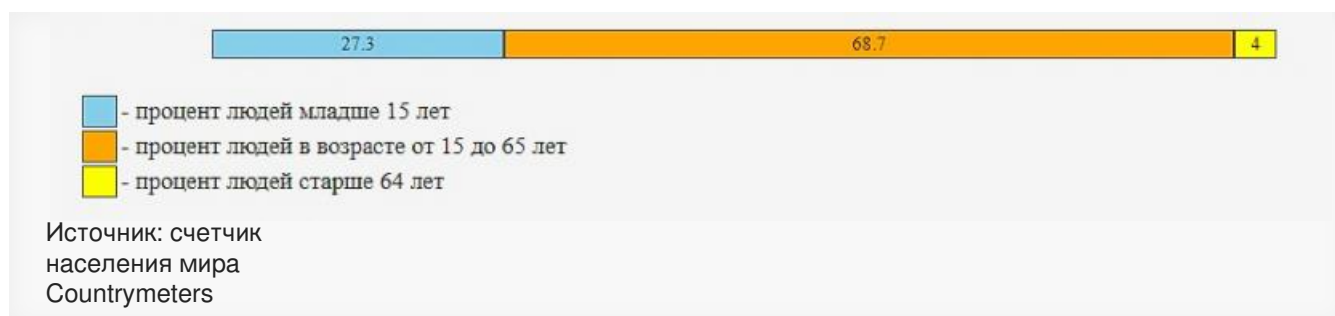 27.3 68.7 4
- процент людей младше 15 лет
- процент людей в возрасте от 15 до 65 лет
- процент людей старше 64 лет
Источник: счетчик
населения мира
Countrymeters